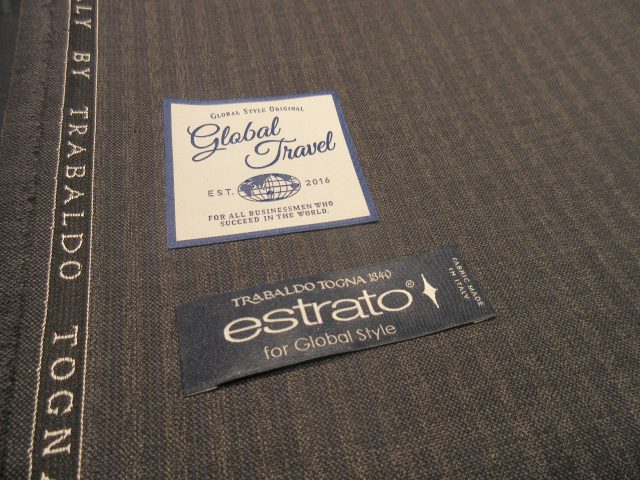 LY BY TRABALDO TOGNA
GLOBAL STYLE ORIGINAL
Global
Travel
EST. 2016
FOR ALL BUSINESSMEN WHO
SUCCEED IN THE WORLD.
TRABALDO TOGNA 1840
estrato®
for Global Style
FABRIC MADE
IN ITALY